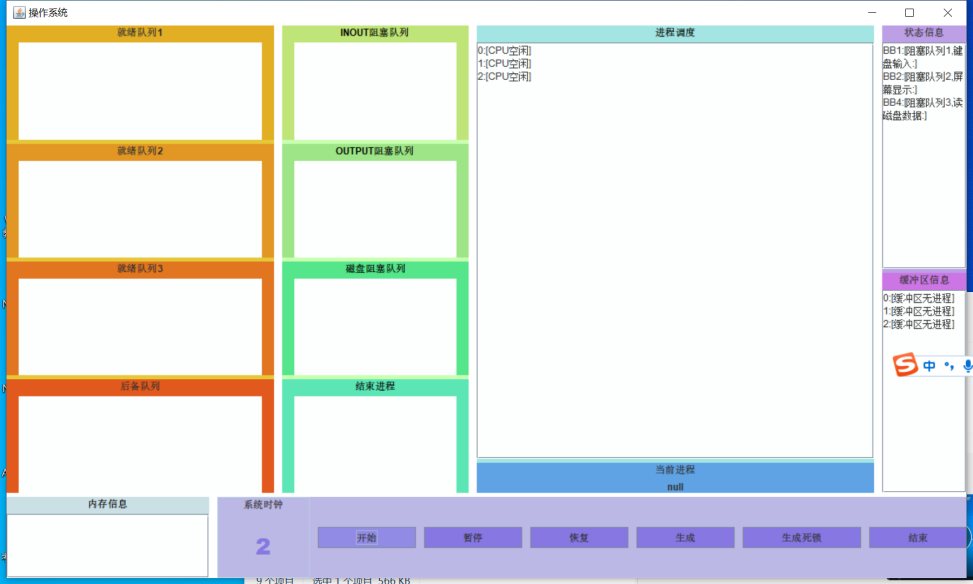 操作系统
就绪队列1
INOUT阻塞队列
进程调度
状态信息
0:[CPU空闲]
1:[CPU空闲]
2:[CPU空闲]
BB1:[阻塞队列1,键
盘输入:]
BB2:[阻塞队列2,屏
幕显示:]
BB4:[阻塞队列3,读
磁盘数据:]
就绪队列2
OUTPUT阻塞队列
就绪队列3
磁盘阻塞队列
缓冲区信息
0:[缓冲区无进程]
1:[缓冲区无进程]
2:[缓冲区无进程]
中
后备队列
结束进程
当前进程
null
内存信息
系统时钟
2
开始
暂停
恢复
生成
生成死锁
结束
9 个项目
选中 1 个项目 566 KB